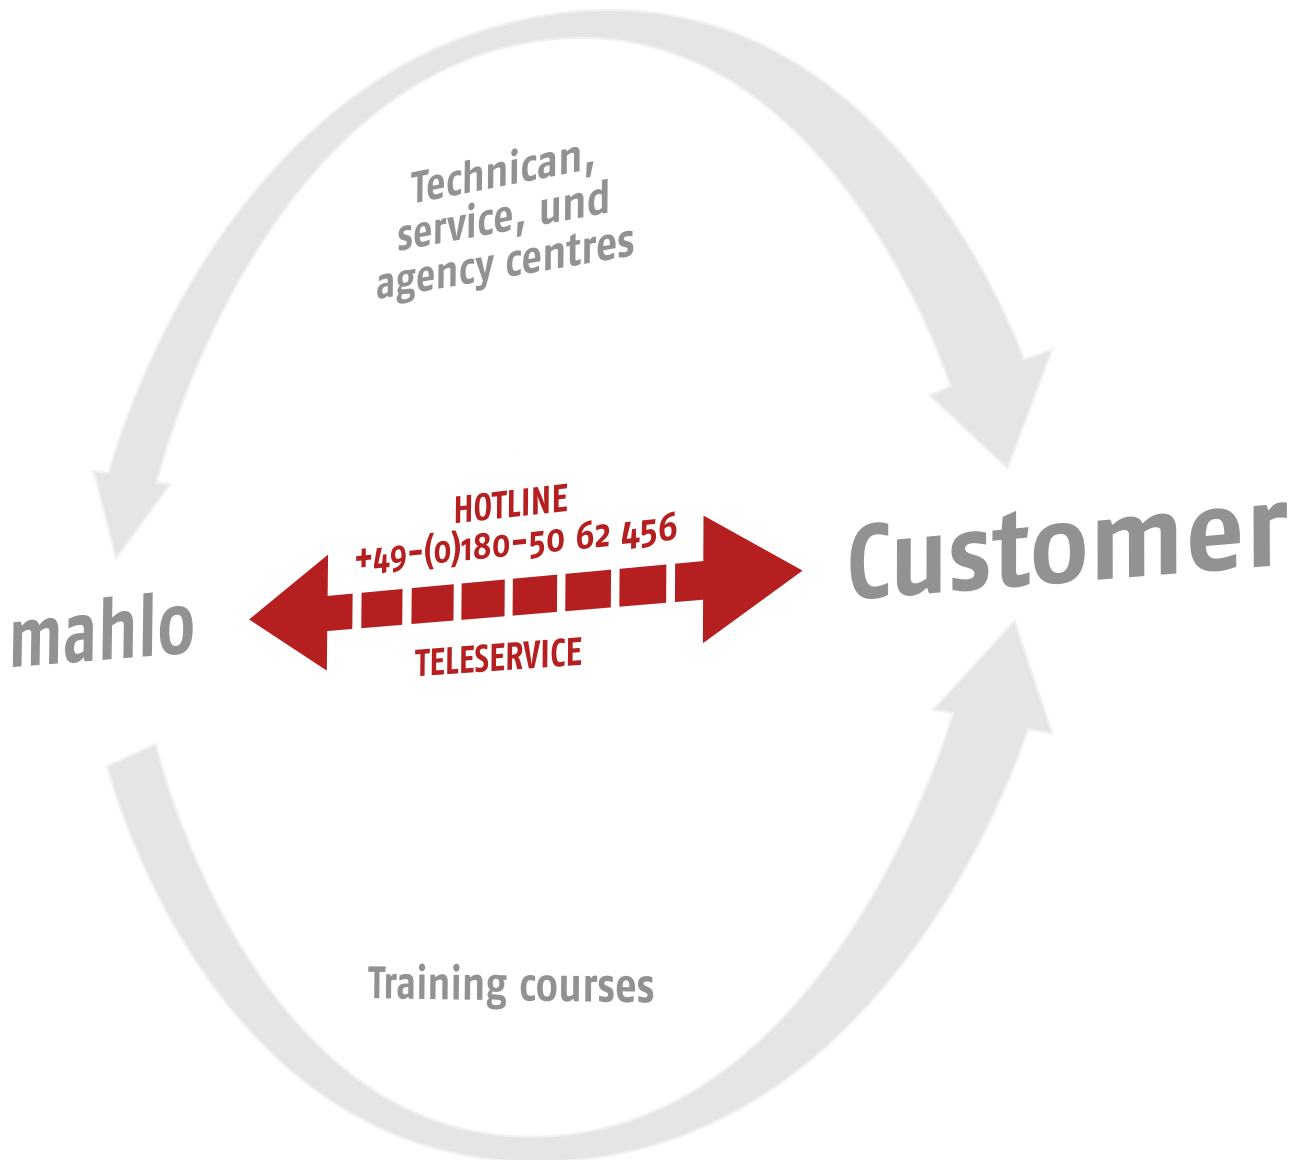 Technican,
service, und
agency centres
HOTLINE
+49-(0)180-50 62 456
Customer
mahlo
TELESERVICE
Training courses